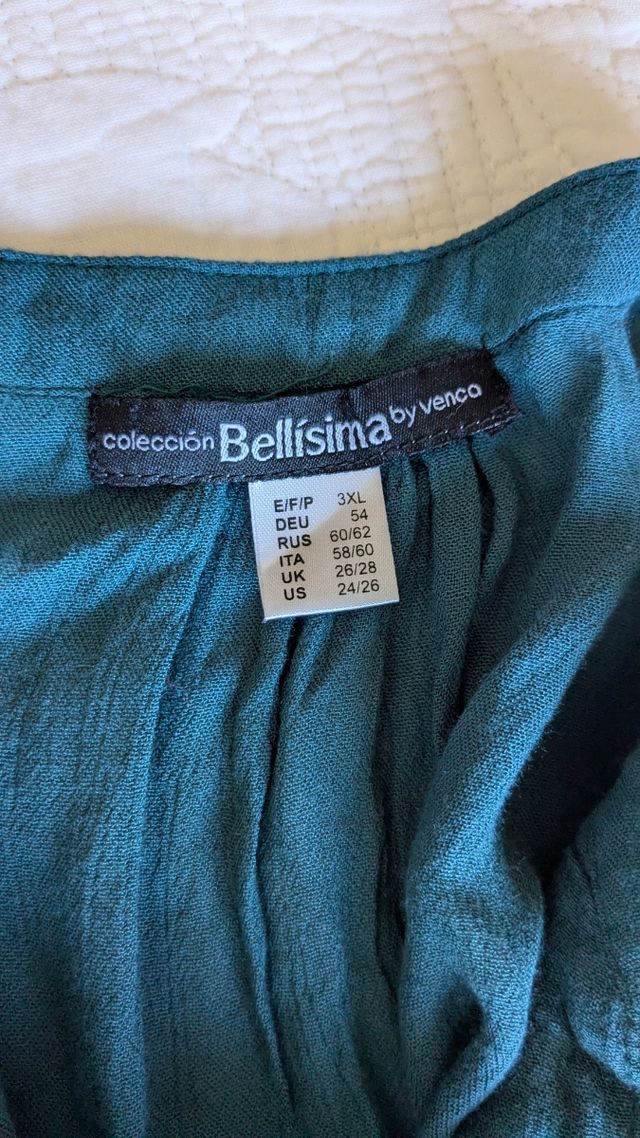 colección Bellísima by venca
E/F/P 3XL
DEU 54
RUS 60/62
ITA 58/60
UK 26/28
US 24/26